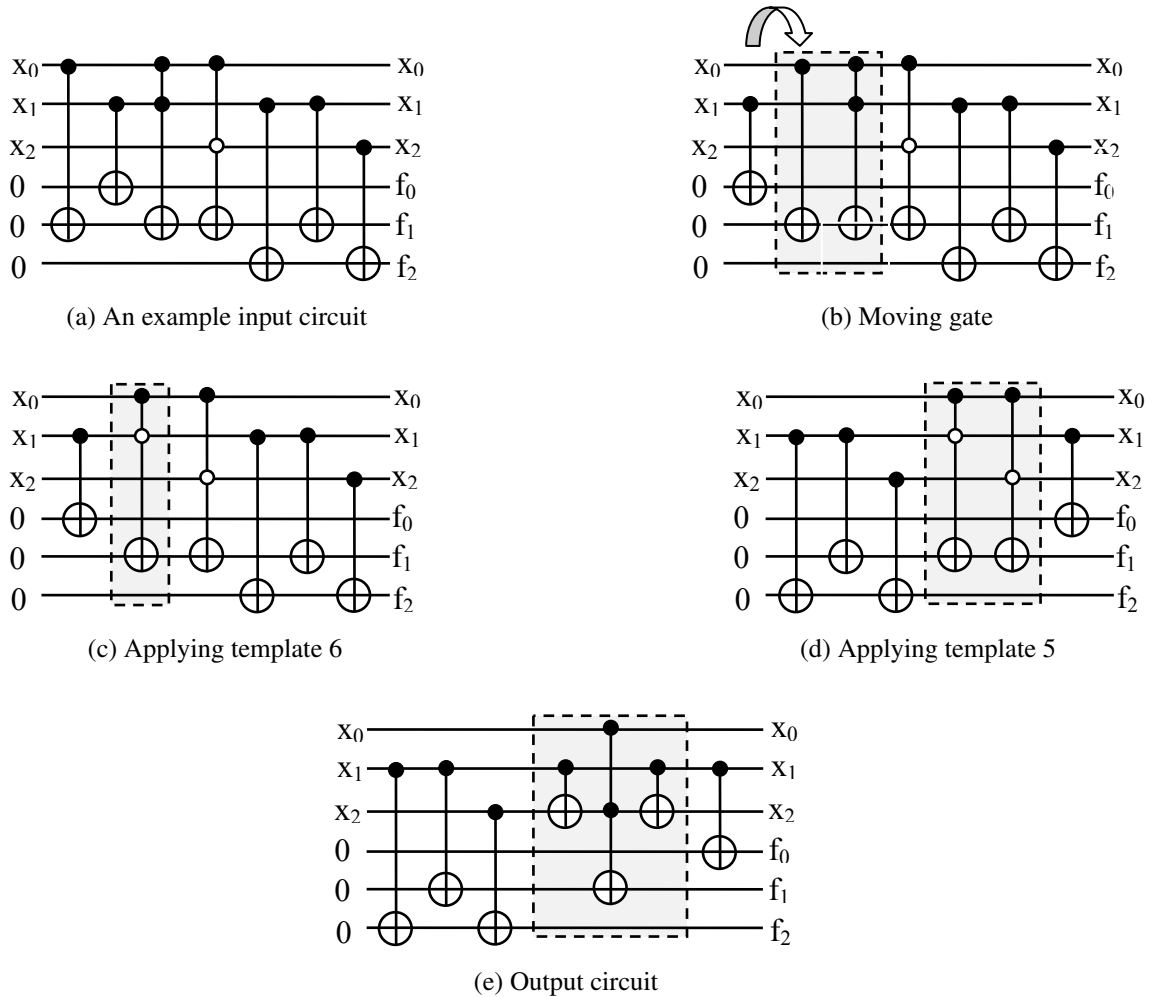 x₀ x₀
x₁ x₁
x₂ x₂
0 f₀
0 f₁
0 f₂
(a) An example input circuit
x₀ x₀
x₁ x₁
x₂ x₂
0 f₀
0 f₁
0 f₂
(b) Moving gate
x₀ x₀
x₁ x₁
x₂ x₂
0 f₀
0 f₁
0 f₂
(c) Applying template 6
x₀ x₀
x₁ x₁
x₂ x₂
0 f₀
0 f₁
0 f₂
(d) Applying template 5
x₀ x₀
x₁ x₁
x₂ x₂
0 f₀
0 f₁
0 f₂
(e) Output circuit